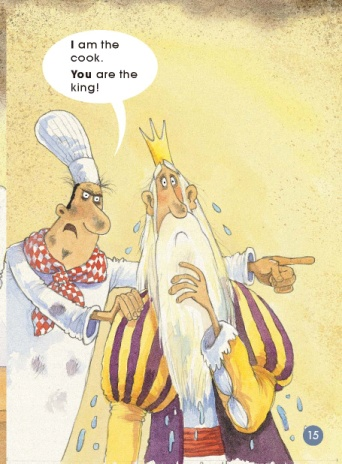 I am the
cook.
You are the
king!
15